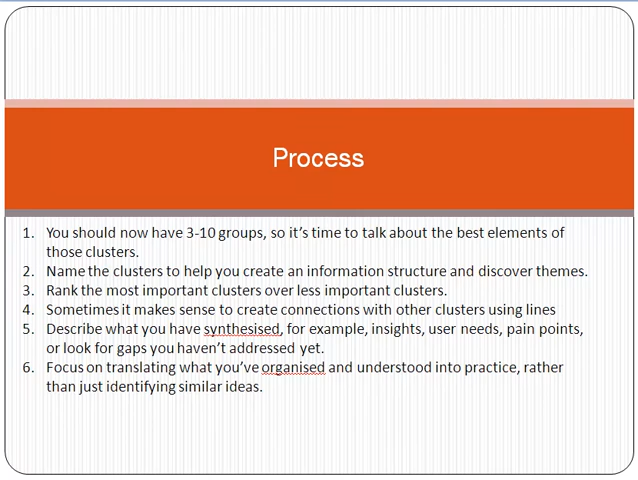 Process
1. You should now have 3-10 groups, so it's time to talk about the best elements of
those clusters.
2. Name the clusters to help you create an information structure and discover themes.
3. Rank the most important clusters over less important clusters.
4. Sometimes it makes sense to create connections with other clusters using lines
5. Describe what you have synthesised, for example, insights, user needs, pain points,
or look for gaps you haven't addressed yet.
6. Focus on translating what you've organised and understood into practice, rather
than just identifying similar ideas.